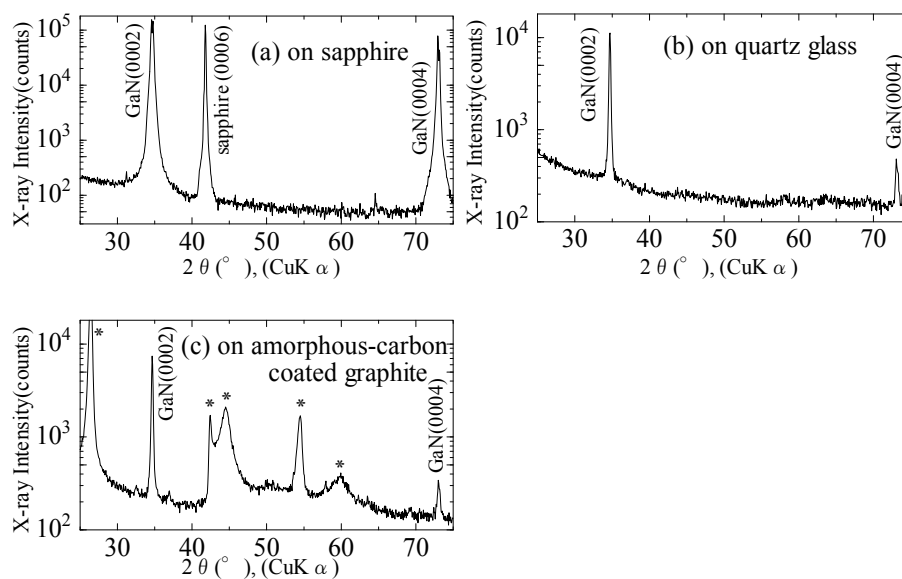 X-ray Intensity(counts)
10^5
10^4
10^3
10^2
GaN(0002)
sapphire (0006)
(a) on sapphire
GaN(0004)
30
40
50
60
70
2 θ (° ), (CuK α)
X-ray Intensity(counts)
10^4
10^3
10^2
GaN(0002)
(b) on quartz glass
GaN(0004)
30
40
50
60
70
2 θ (° ), (CuK α)
X-ray Intensity(counts)
10^4
10^3
10^2
*
GaN(0002)
(c) on amorphous-carbon
coated graphite
*
*
*
*
GaN(0004)
30
40
50
60
70
2 θ (° ), (CuK α)